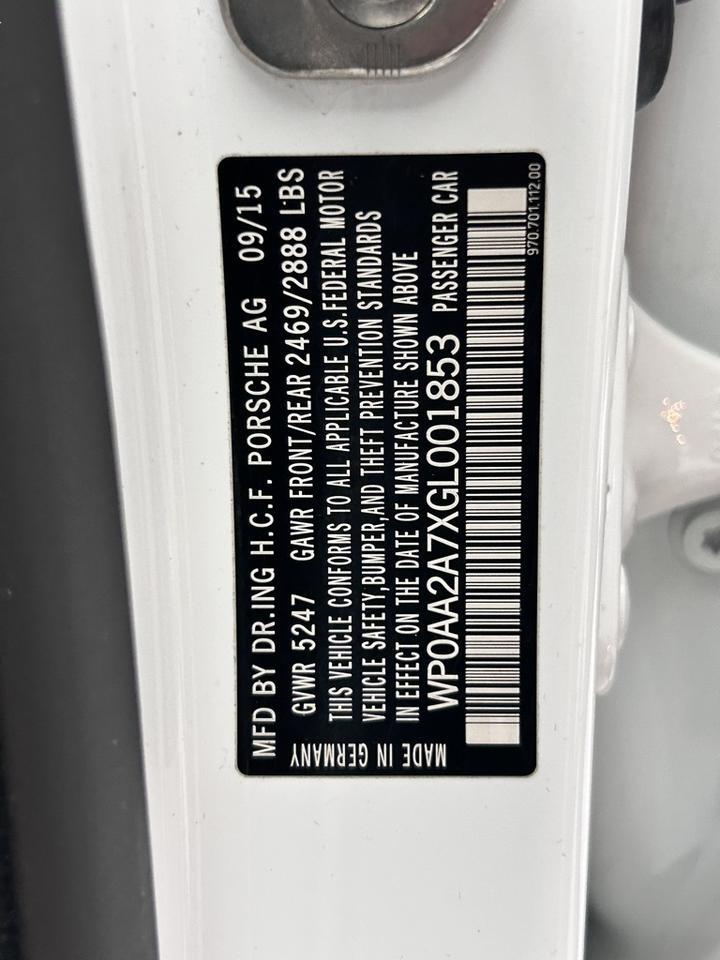 MFD BY DR.ING H.C.F. PORSCHE AG 09/15
GVWR 5247 GAWR FRONT/REAR 2469/2888 LBS
THIS VEHICLE CONFORMS TO ALL APPLICABLE U.S.FEDERAL MOTOR
VEHICLE SAFETY,BUMPER,AND THEFT PREVENTION STANDARDS
IN EFFECT ON THE DATE OF MANUFACTURE SHOWN ABOVE
WP0AA2A7XGL001853 PASSENGER CAR
MADE IN GERMANY
970.701.112.00